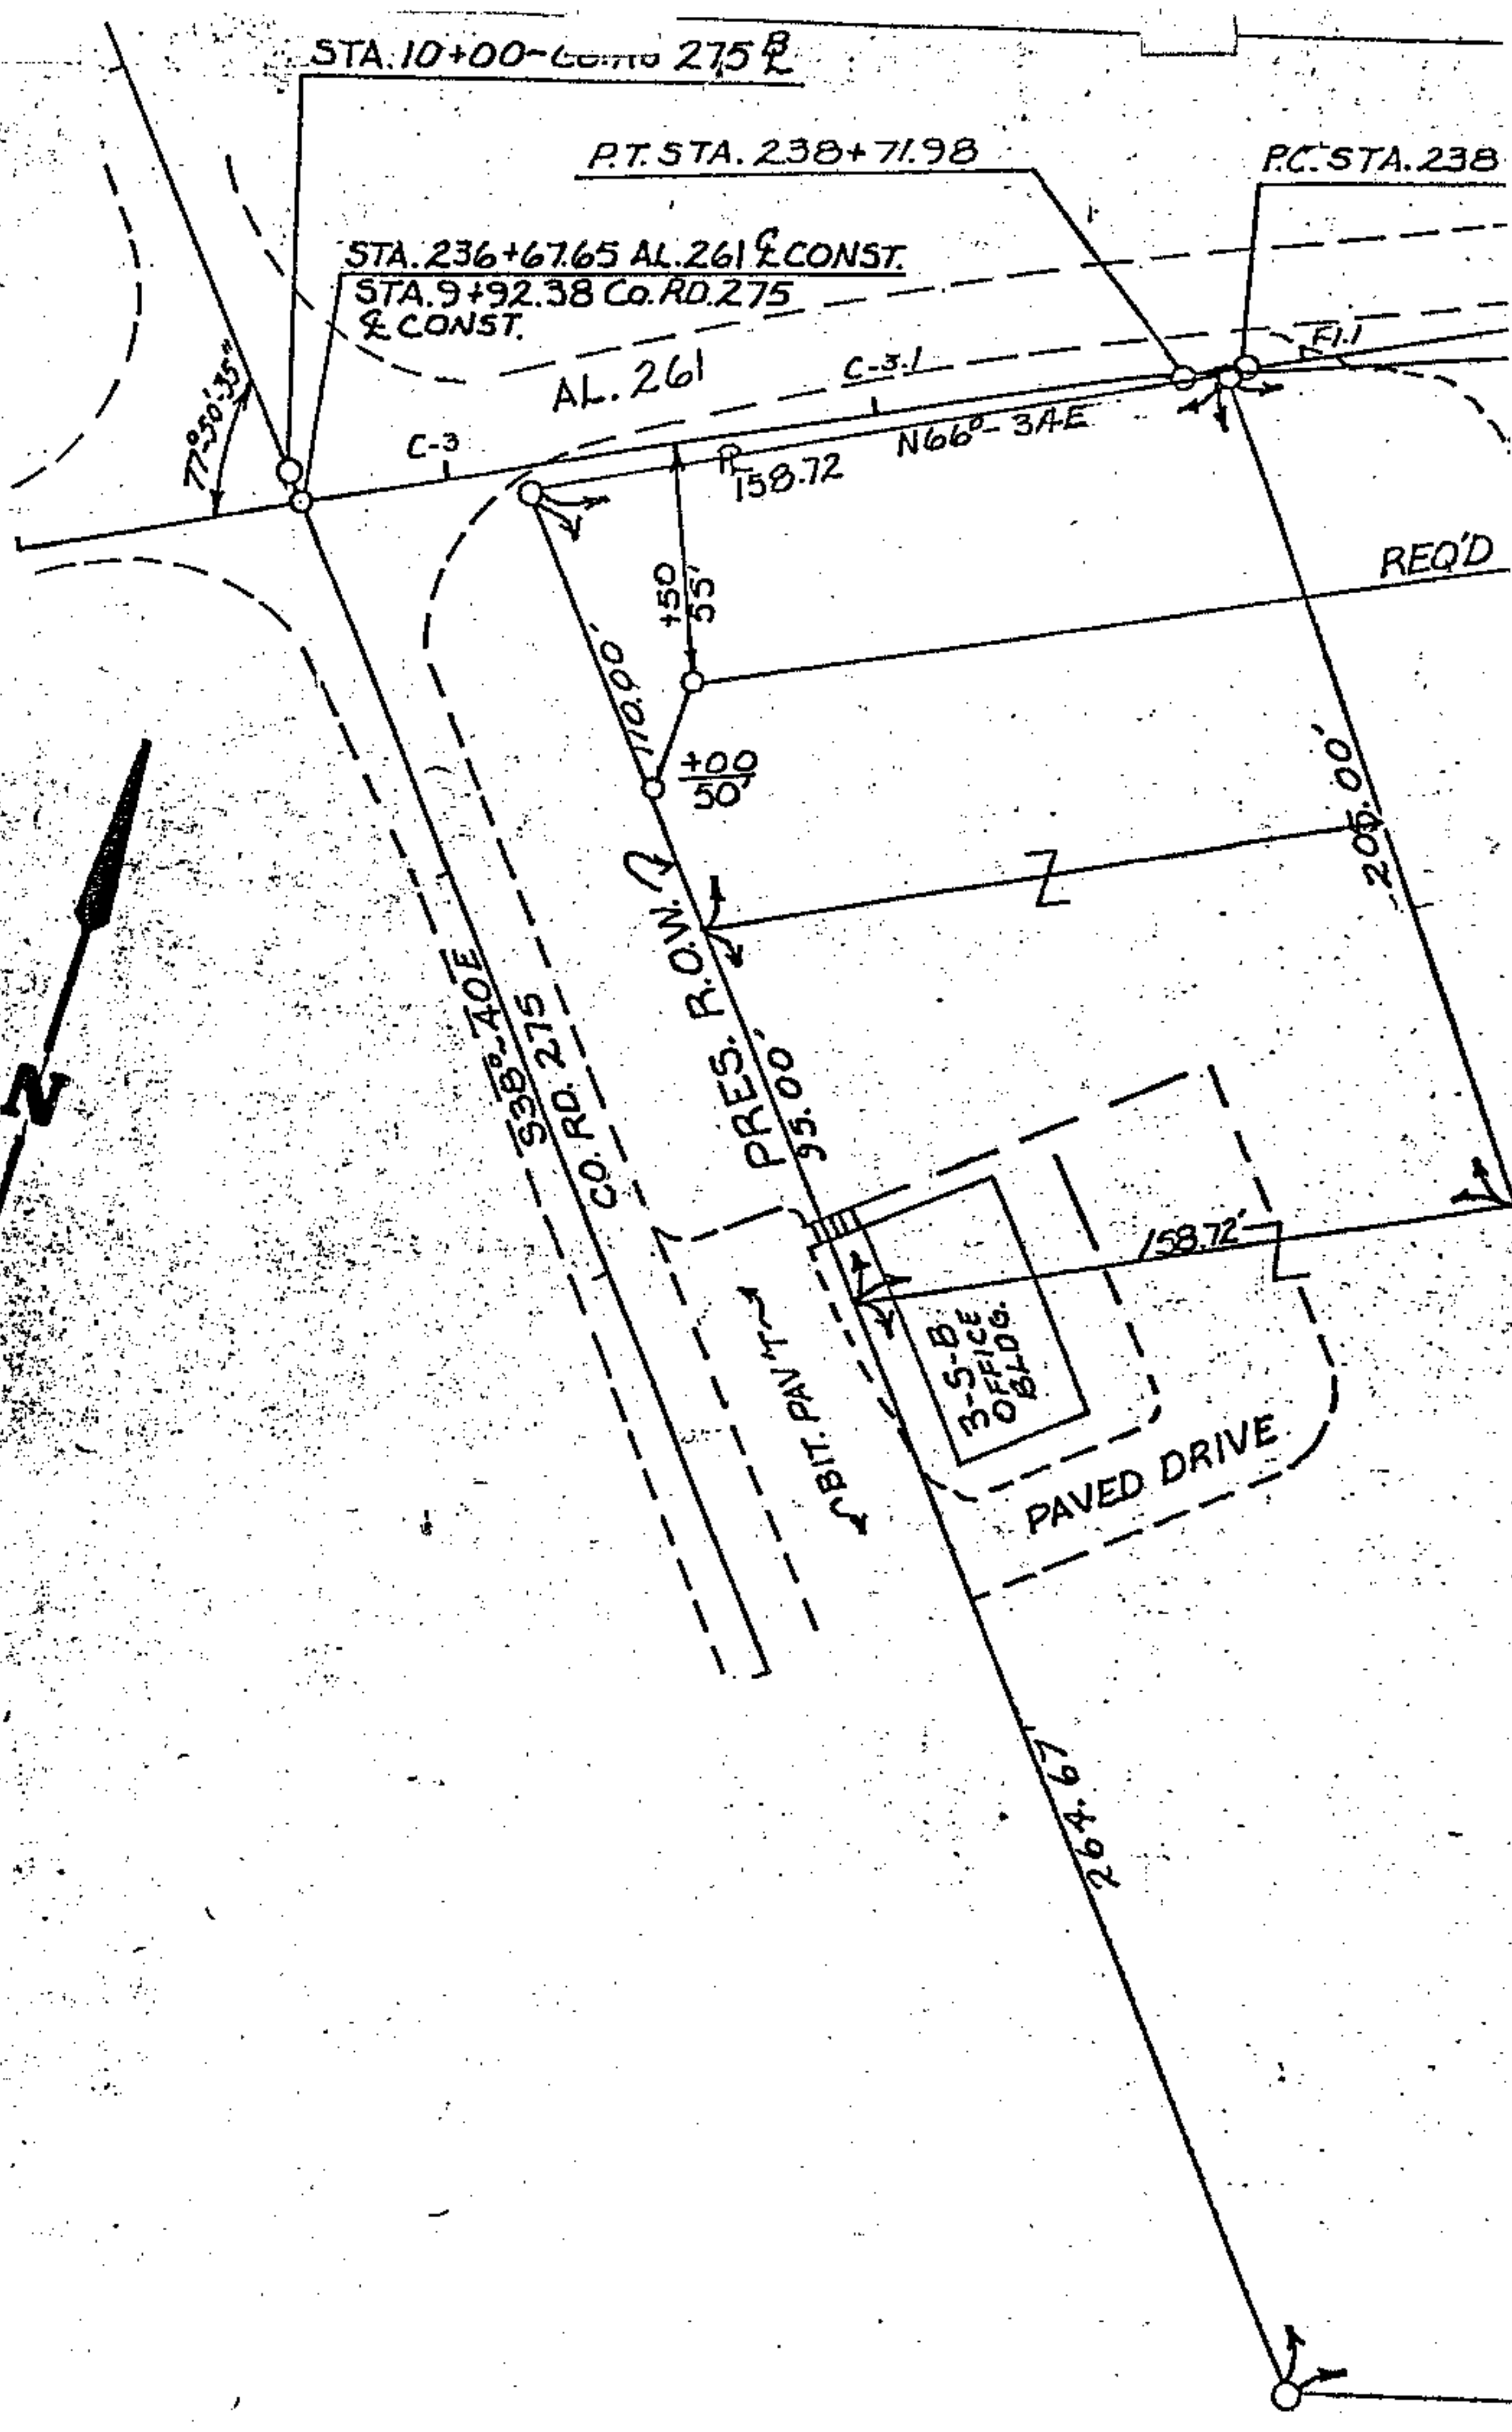 STA. 10+00- 275 ℄
P.T. STA. 238+71.98
P.C. STA. 238
STA. 236+67.65 AL. 261 ℄ CONST.
STA. 9+92.38 CO. RD. 275
℄ CONST.
F1.1
77°-50'-35"
AL. 261
C-3.1
C-3
N66°-34E
158.72
+50
55'
REQ'D
110.00'
+00
50'
205.00'
Z
PRES. R.O.W.
S38°-40E
CO. RD. 275
95.00'
N
158.72'
BIT. PAV'T
3-S-B
OFFICE
BLDG.
PAVED DRIVE
264.67'